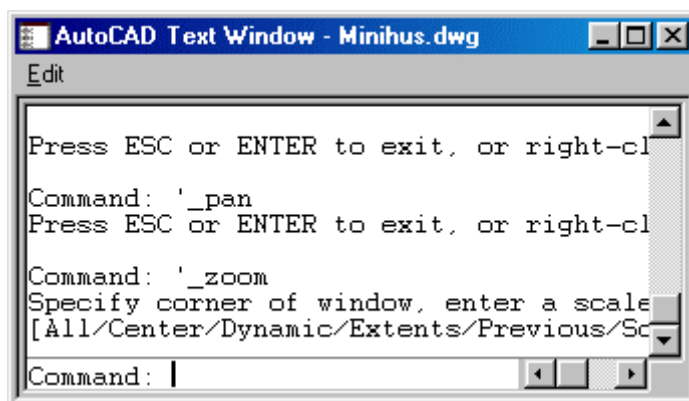 AutoCAD Text Window - Minihus.dwg
Edit
Press ESC or ENTER to exit, or right-cl
Command: '_pan
Press ESC or ENTER to exit, or right-cl
Command: '_zoom
Specify corner of window, enter a scale
[All/Center/Dynamic/Extents/Previous/Sc
Command: